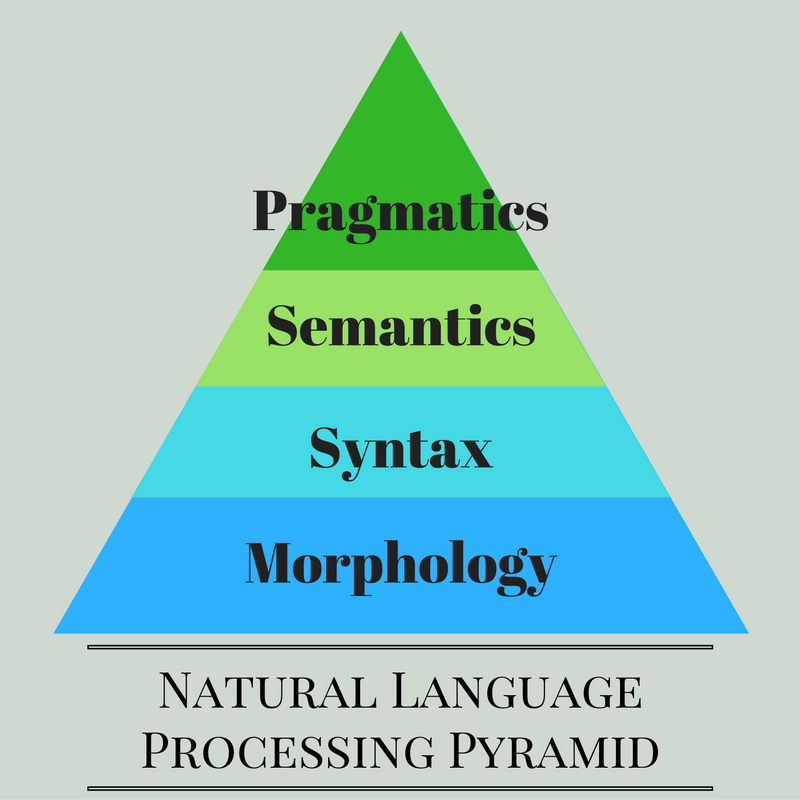 Pragmatics
Semantics
Syntax
Morphology
Natural Language
Processing Pyramid